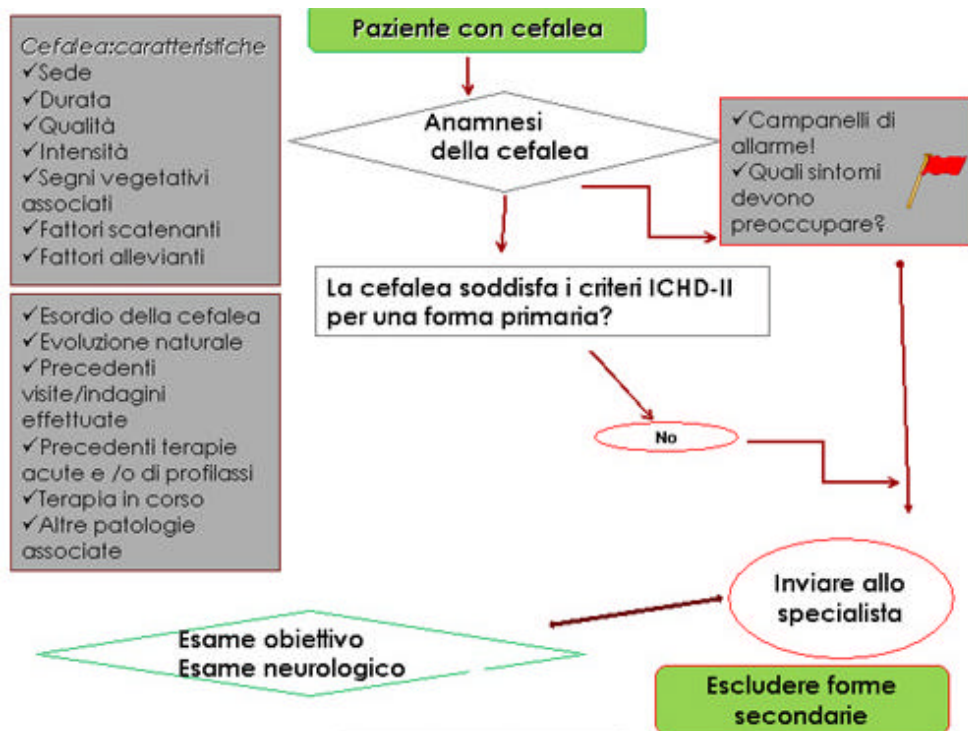 Paziente con cefalea
Cefalea:caratteristiche
✓Sede
✓Durata
✓Qualità
✓Intensità
✓Segni vegetativi
associati
✓Fattori scatenanti
✓Fattori allevianti
Anamnesi
della cefalea
✓Campanelli di
allarme!
✓Quali sintomi
devono
preoccupare?
La cefalea soddisfa i criteri ICHD-II
per una forma primaria?
✓Esordio della cefalea
✓Evoluzione naturale
✓Precedenti
visite/indagini
effettuate
✓Precedenti terapie
acute e /o di profilassi
✓Terapia in corso
✓Altre patologie
associate
No
Inviare allo
specialista
Esame obiettivo
Esame neurologico
Escludere forme
secondarie